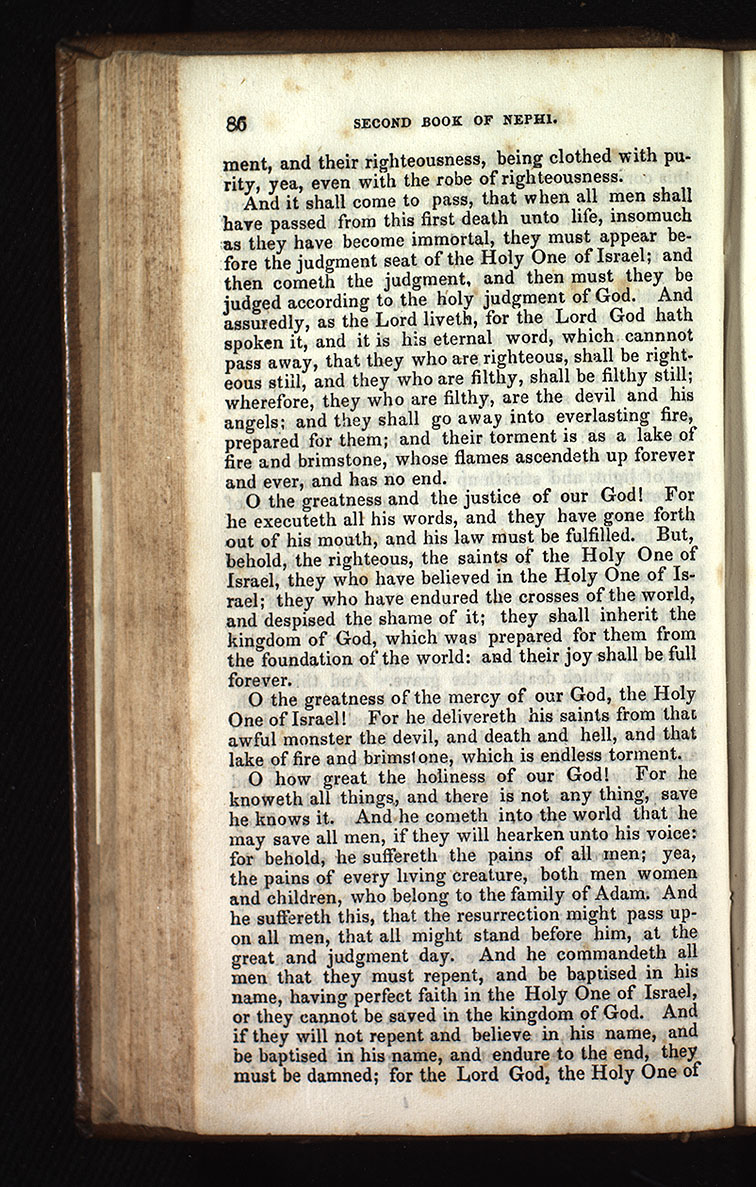 86 SECOND BOOK OF NEPHI.
ment, and their righteousness, being clothed with pu-
rity, yea, even with the robe of righteousness.
And it shall come to pass, that when all men shall
have passed from this first death unto life, insomuch
as they have become immortal, they must appear be-
fore the judgment seat of the Holy One of Israel; and
then cometh the judgment, and then must they be
judged according to the holy judgment of God. And
assuredly, as the Lord liveth, for the Lord God hath
spoken it, and it is his eternal word, which cannnot
pass away, that they who are righteous, shall be right-
eous still, and they who are filthy, shall be filthy still;
wherefore, they who are filthy, are the devil and his
angels; and they shall go away into everlasting fire,
prepared for them; and their torment is as a lake of
fire and brimstone, whose flames ascendeth up forever
and ever, and has no end.
O the greatness and the justice of our God! For
he executeth all his words, and they have gone forth
out of his mouth, and his law must be fulfilled. But,
behold, the righteous, the saints of the Holy One of
Israel, they who have believed in the Holy One of Is-
rael; they who have endured the crosses of the world,
and despised the shame of it; they shall inherit the
kingdom of God, which was prepared for them from
the foundation of the world: and their joy shall be full
forever.
O the greatness of the mercy of our God, the Holy
One of Israel! For he delivereth his saints from that
awful monster the devil, and death and hell, and that
lake of fire and brimstone, which is endless torment.
O how great the holiness of our God! For he
knoweth all things, and there is not any thing, save
he knows it. And he cometh into the world that he
may save all men, if they will hearken unto his voice:
for behold, he suffereth the pains of all men; yea,
the pains of every living creature, both men women
and children, who belong to the family of Adam. And
he suffereth this, that the resurrection might pass up-
on all men, that all might stand before him, at the
great and judgment day. And he commandeth all
men that they must repent, and be baptised in his
name, having perfect faith in the Holy One of Israel,
or they cannot be saved in the kingdom of God. And
if they will not repent and believe in his name, and
be baptised in his name, and endure to the end, they
must be damned; for the Lord God, the Holy One of